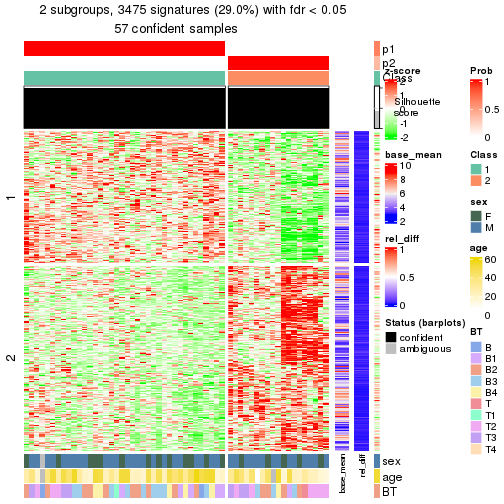 2 subgroups, 3475 signatures (29.0%) with fdr < 0.05
57 confident samples
p1
p2
Class
Silhouette
score
1
2
base_mean
rel_diff
sex
age
BT
z-score
2
1
0
-1
-2
base_mean
10
8
6
4
2
rel_diff
1
0.5
0
Status (barplots)
confident
ambiguous
Prob
1
0.5
0
Class
1
2
sex
F
M
age
60
45
30
15
0
BT
B
B1
B2
B3
B4
T
T1
T2
T3
T4